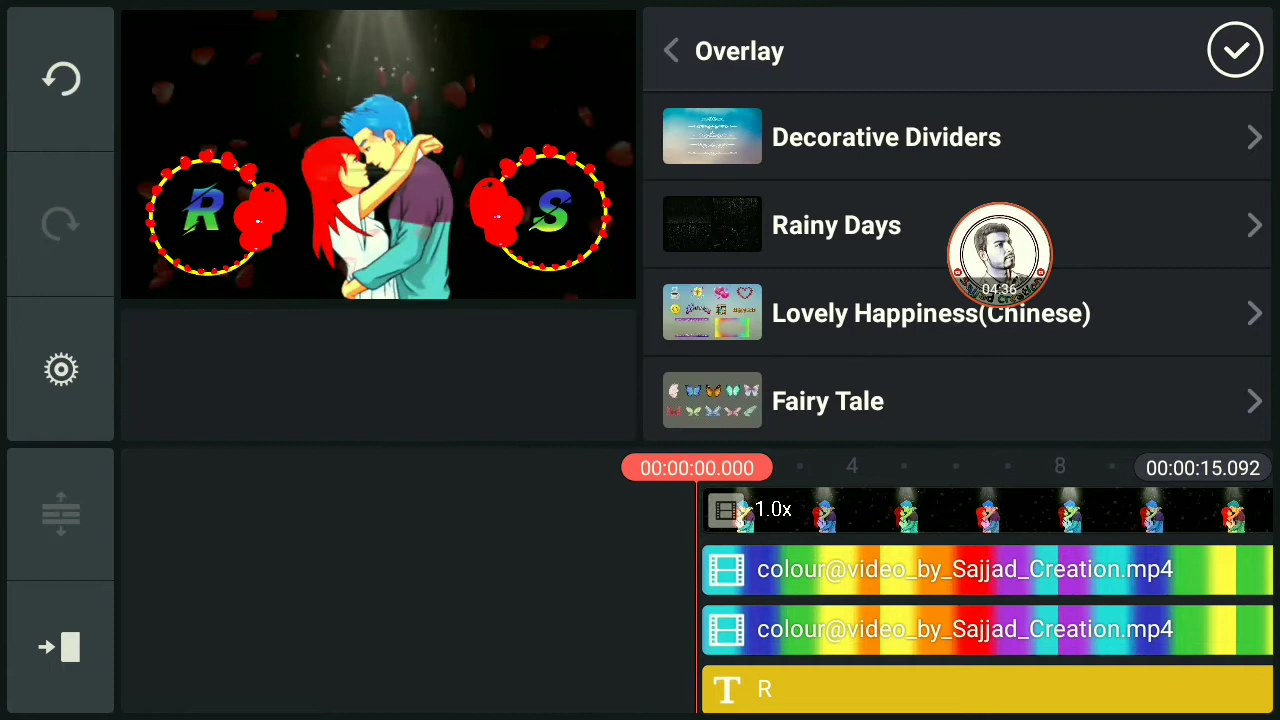 Overlay
Decorative Dividers
Rainy Days
04:36
Lovely Happiness(Chinese)
Fairy Tale
R
S
00:00:00.000
4
8
00:00:15.092
1.0x
colour@video_by_Sajjad_Creation.mp4
colour@video_by_Sajjad_Creation.mp4
T R